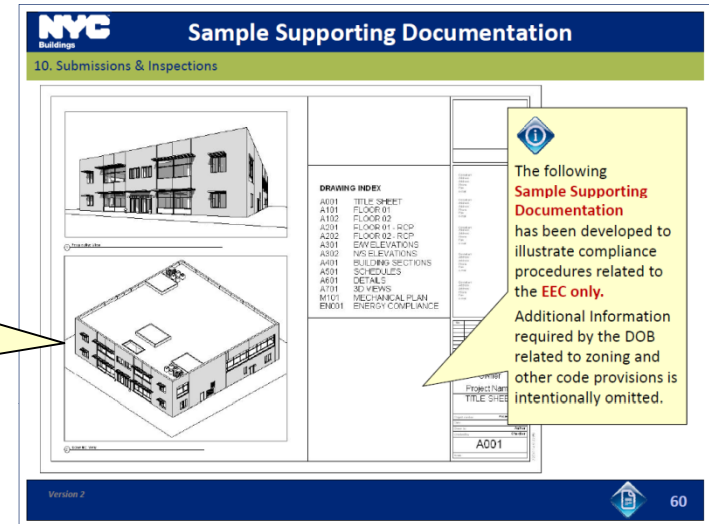 NYC
Buildings
Sample Supporting Documentation
10. Submissions & Inspections
DRAWING INDEX
A001 TITLE SHEET
A101 FLOOR 01
A102 FLOOR 02
A201 FLOOR 01 - RCP
A202 FLOOR 02 - RCP
A301 E/W ELEVATIONS
A302 N/S ELEVATIONS
A401 BUILDING SECTIONS
A501 SCHEDULES
A601 DETAILS
A701 3D VIEWS
M101 MECHANICAL PLAN
EN001 ENERGY COMPLIANCE
Owner
Project Nam
TITLE SHEE
A001
The following
Sample Supporting
Documentation
has been developed to
illustrate compliance
procedures related to
the EEC only.
Additional Information
required by the DOB
related to zoning and
other code provisions is
intentionally omitted.
Version 2
60